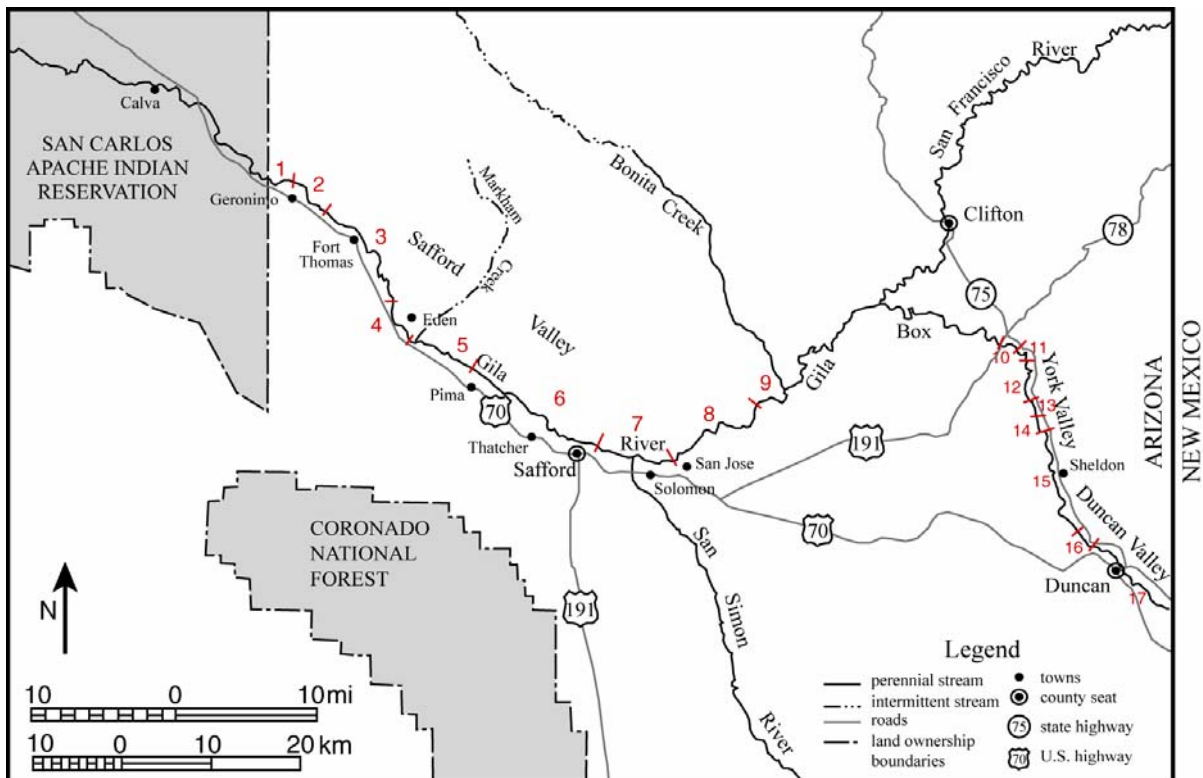 San Francisco River
Calva
SAN CARLOS
APACHE INDIAN
RESERVATION
1
2
Geronimo
Fort
Thomas
3
Markham
Creek
Safford
Valley
Bonita
Creek
Clifton
78
75
4
Eden
5
Gila
Box
10
11
York Valley
ARIZONA
NEW MEXICO
Pima
70
6
9
Gila
12
13
14
Thatcher
7
8
River
191
Safford
San Jose
Solomon
Sheldon
15
70
Duncan Valley
16
CORONADO
NATIONAL
FOREST
San
Simon
River
Duncan
17
191
N
Legend
perennial stream
intermittent stream
roads
land ownership
boundaries
towns
county seat
75 state highway
70 U.S. highway
10 0 10 mi
10 0 10 20 km